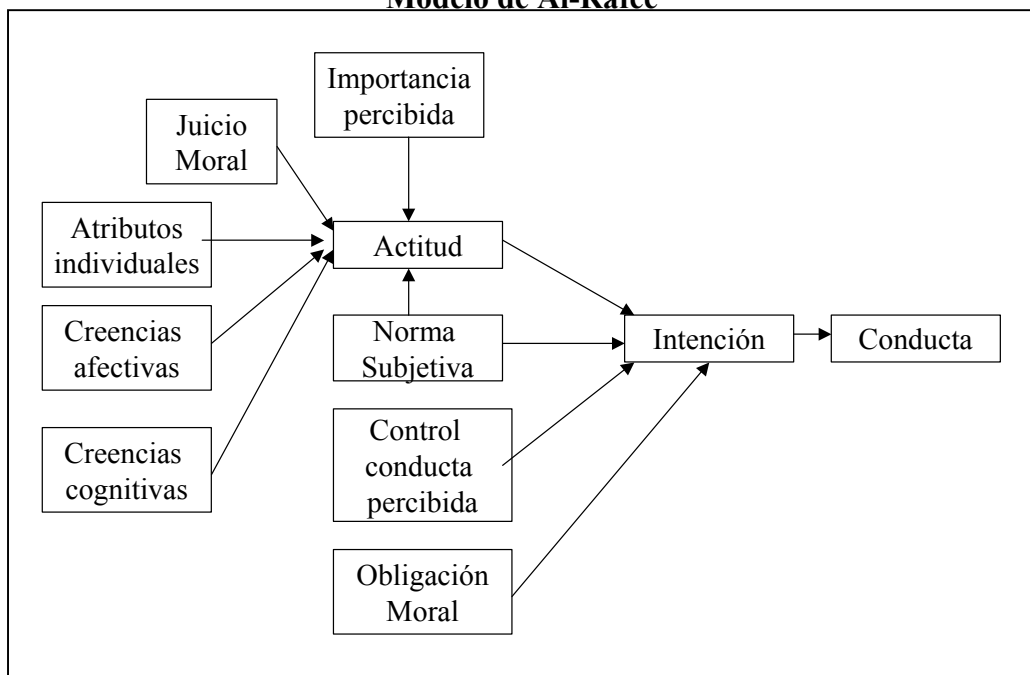 Modelo de Al-Rafee
Importancia
percibida
Juicio
Moral
Atributos
individuales
Actitud
Creencias
afectivas
Norma
Subjetiva
Intención
Conducta
Creencias
cognitivas
Control
conducta
percibida
Obligación
Moral